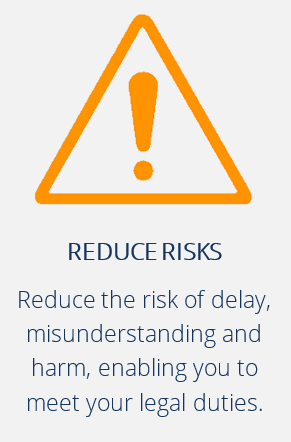 REDUCE RISKS
Reduce the risk of delay,
misunderstanding and
harm, enabling you to
meet your legal duties.